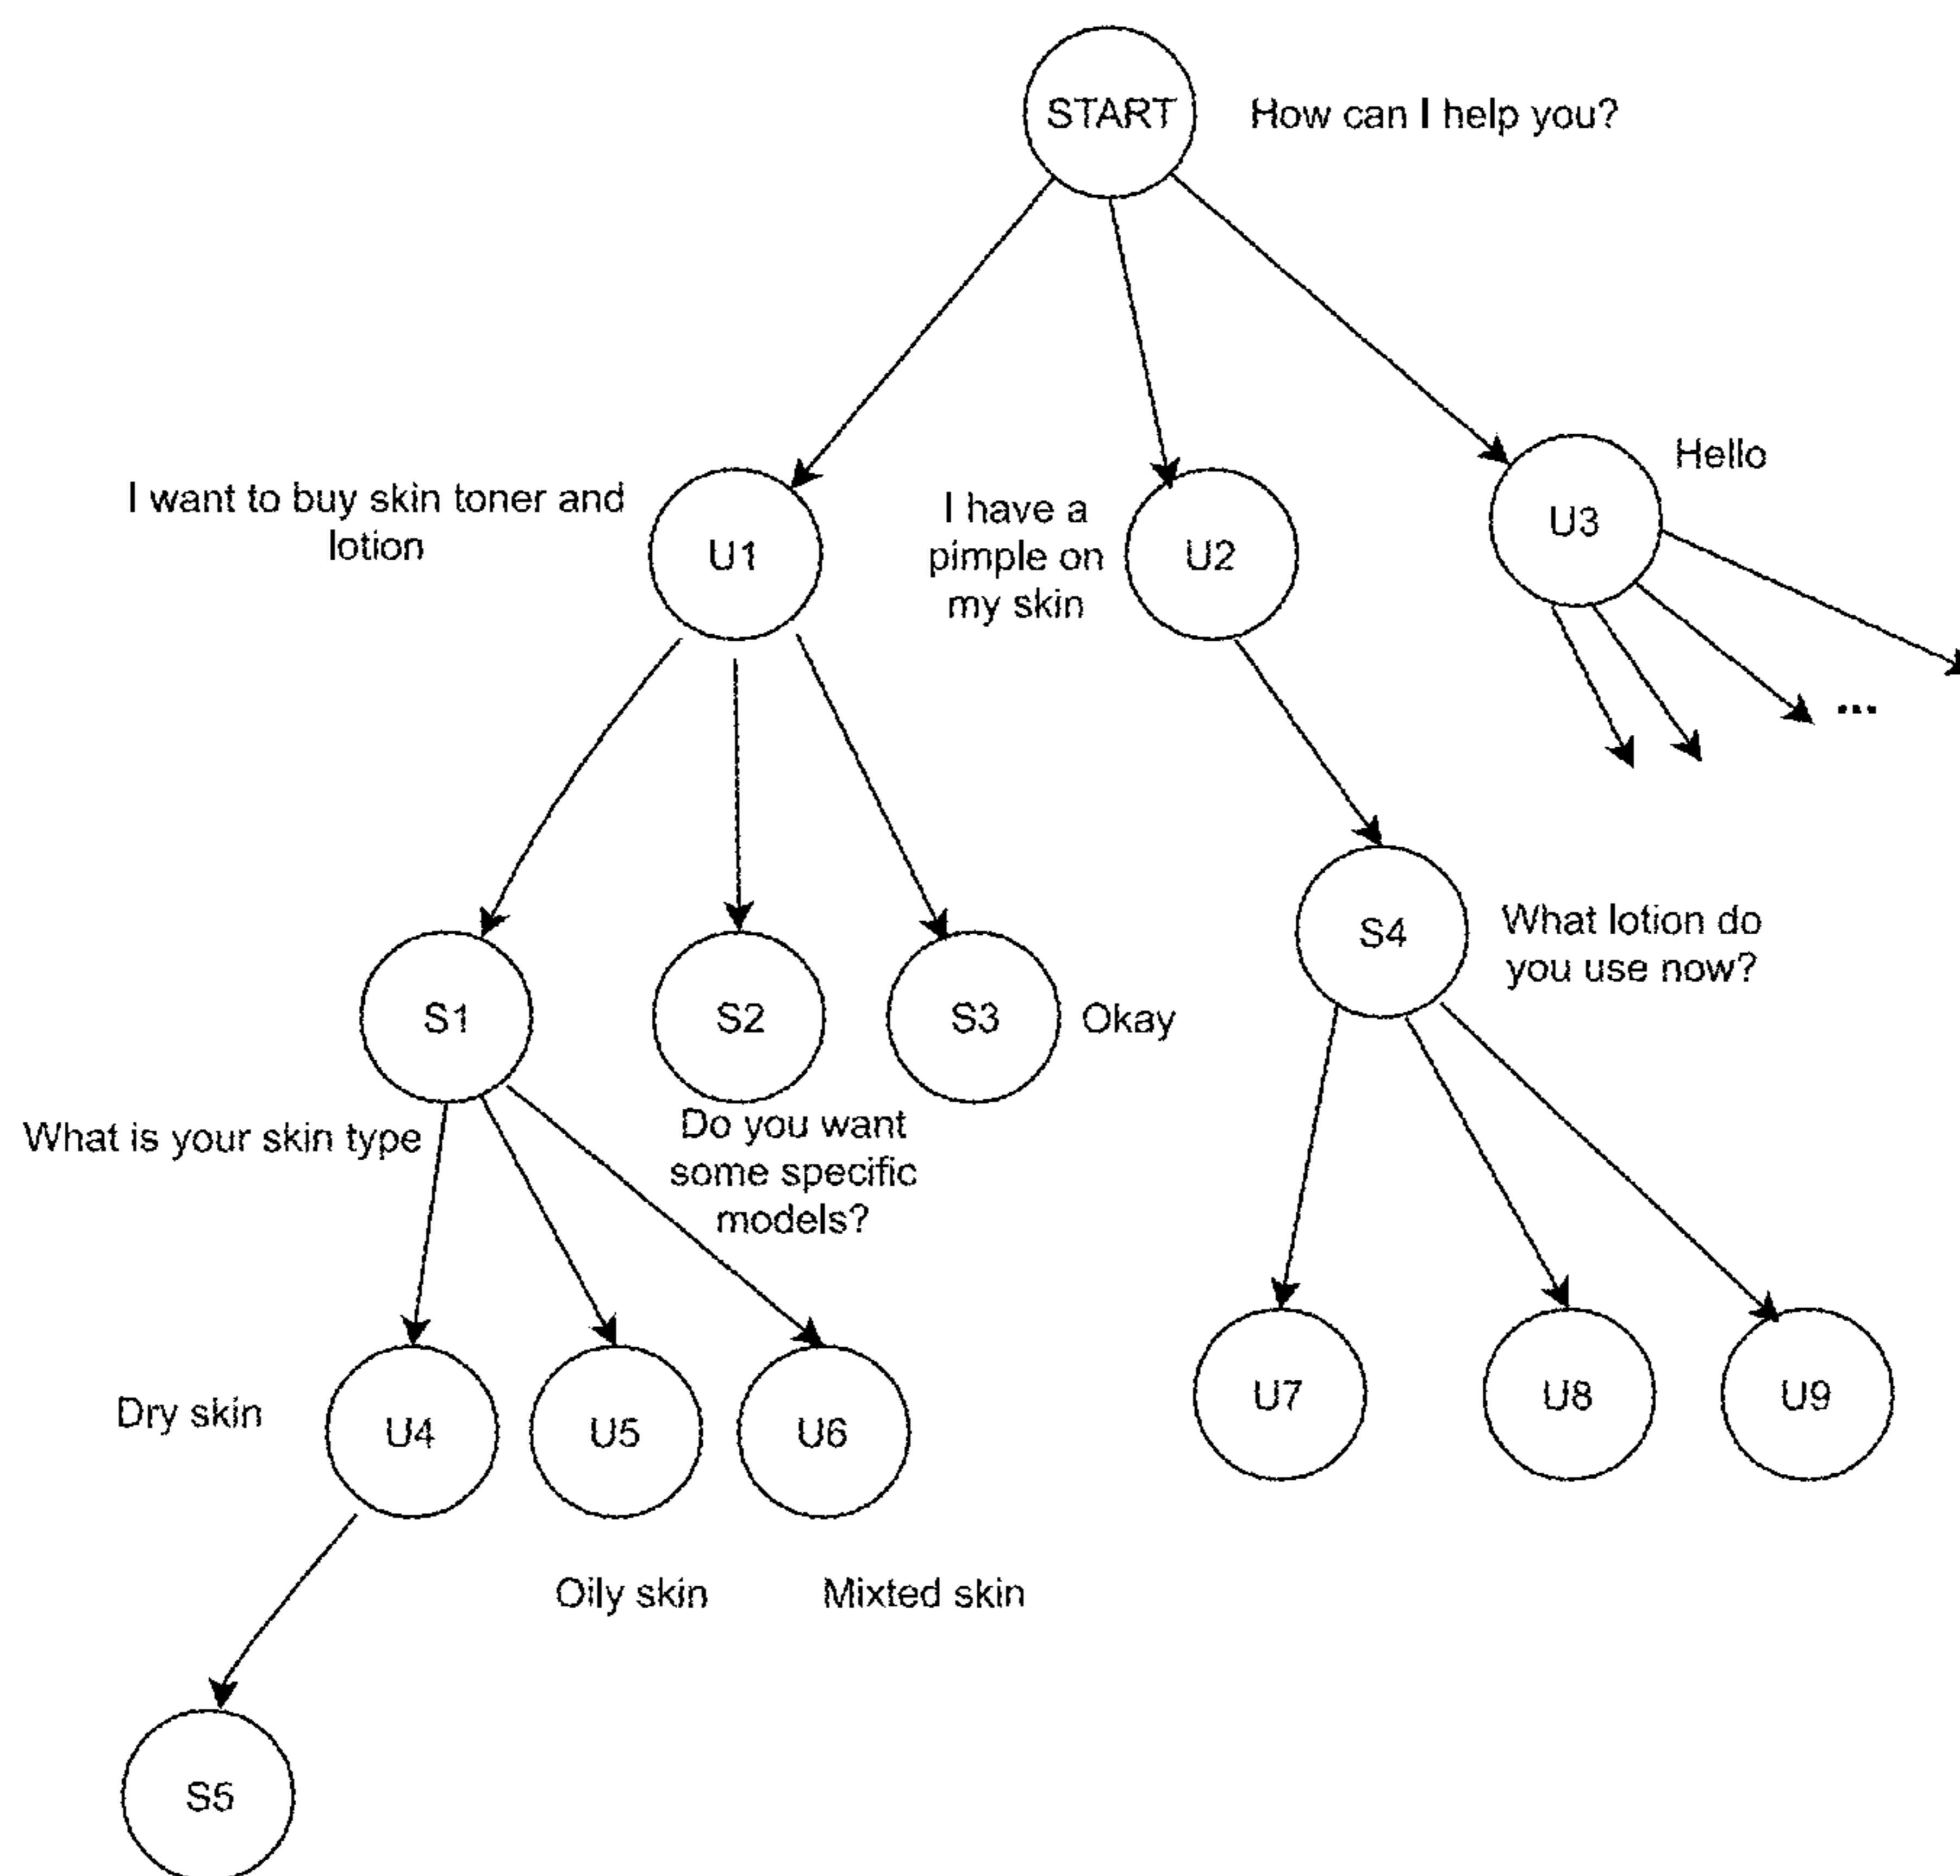 START
How can I help you?
I want to buy skin toner and
lotion
U1
I have a
pimple on
my skin
U2
U3
Hello
...
S1
S2
S3
Okay
S4
What lotion do
you use now?
What is your skin type
Do you want
some specific
models?
Dry skin
U4
U5
U6
U7
U8
U9
Oily skin
Mixted skin
S5